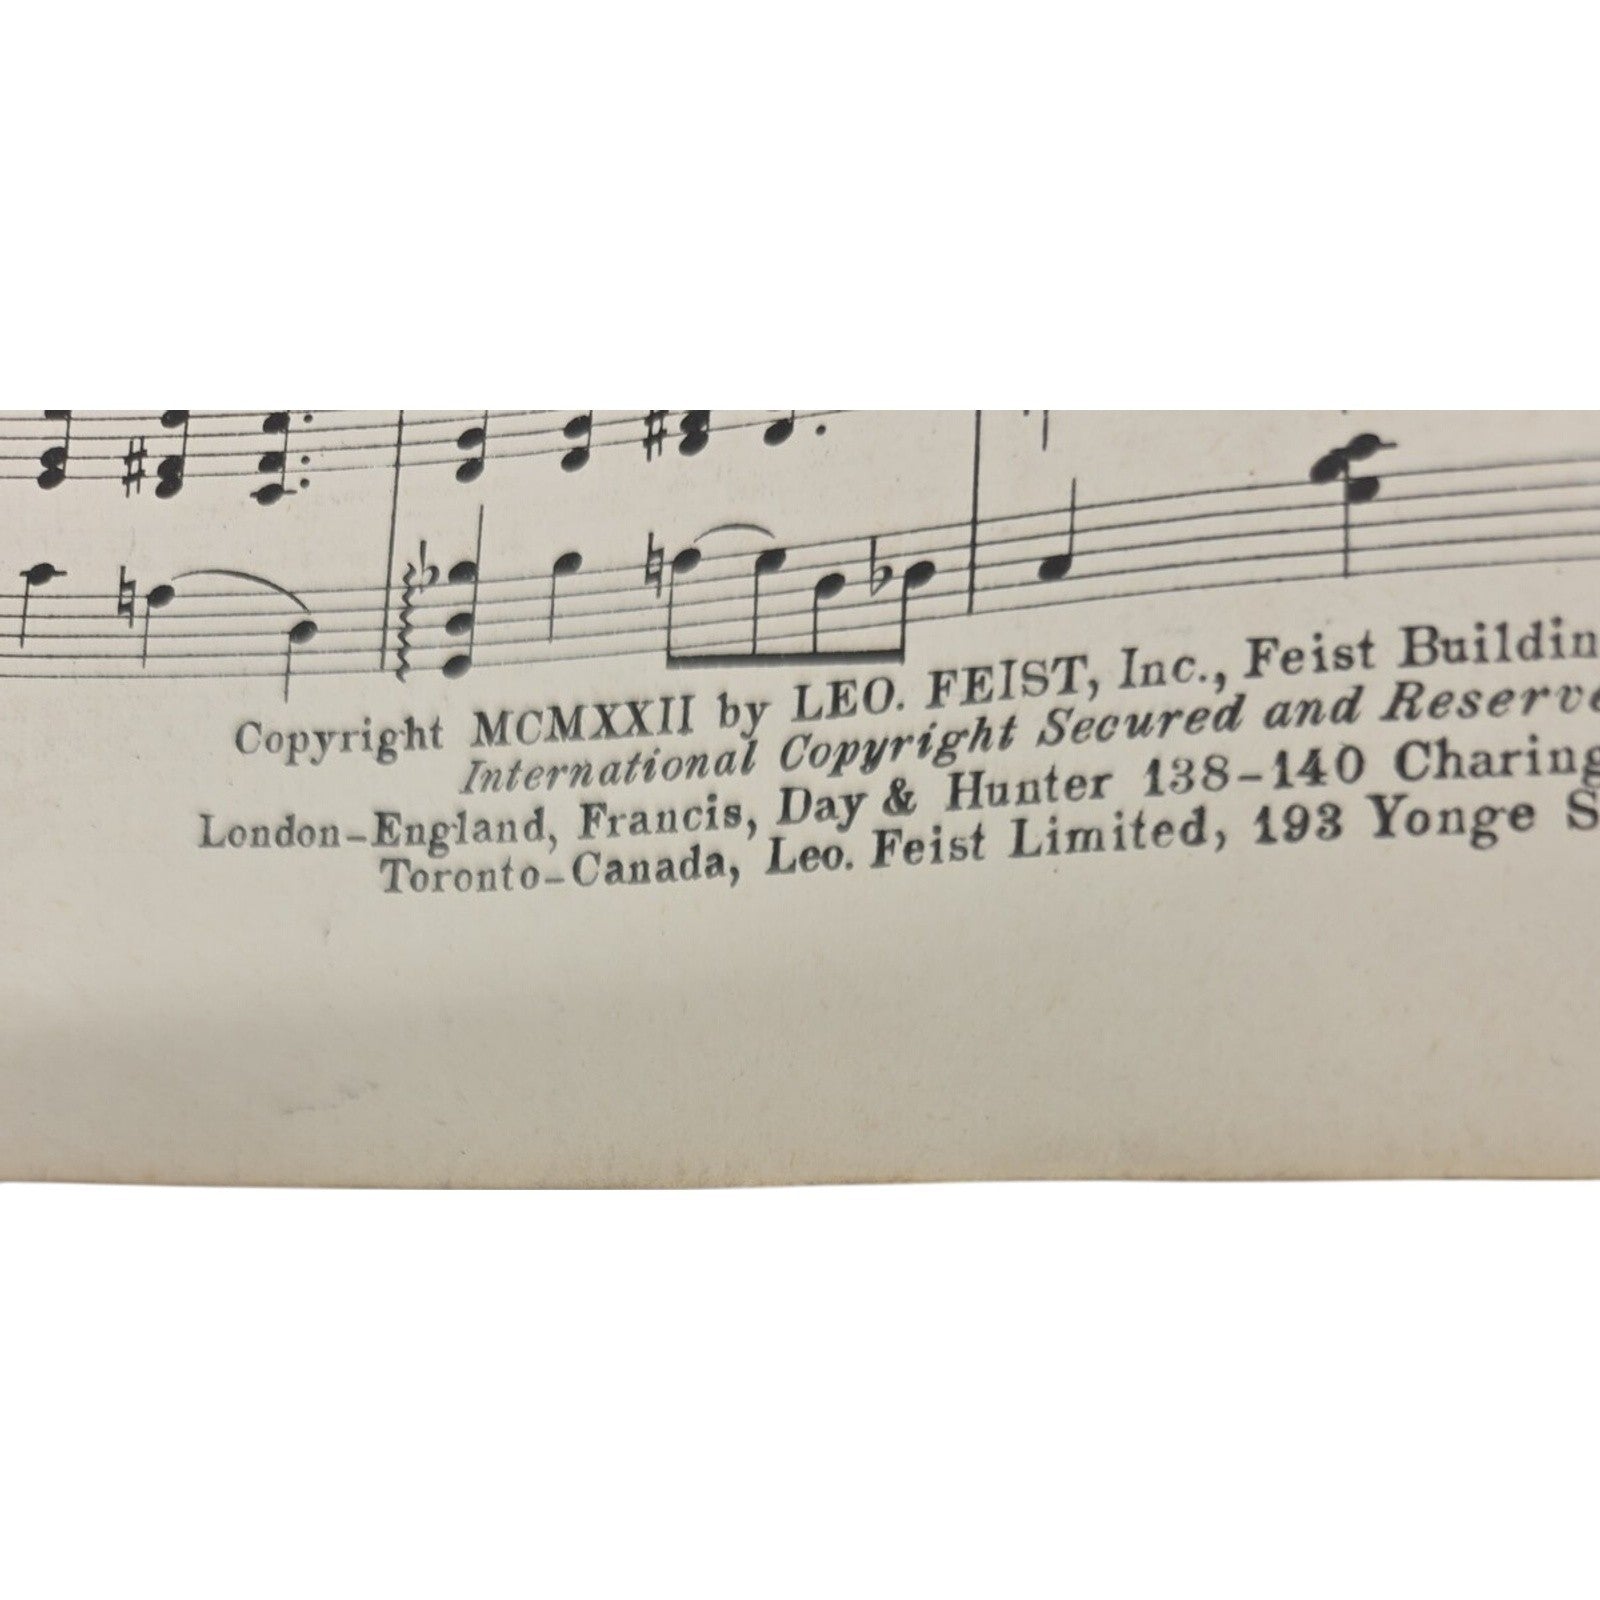 Copyright MCMXXII by LEO. FEIST, Inc., Feist Buildin
International Copyright Secured and Reserve
London-England, Francis, Day & Hunter 138-140 Charing
Toronto-Canada, Leo. Feist Limited, 193 Yonge S